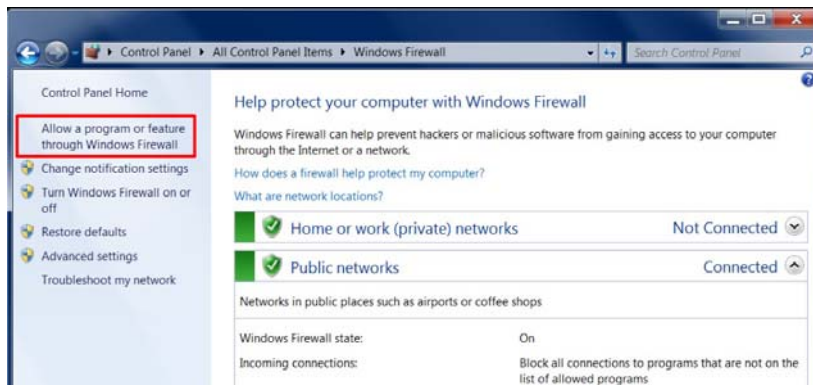 Control Panel ▸ All Control Panel Items ▸ Windows Firewall
Search Control Panel
Control Panel Home
Allow a program or feature
through Windows Firewall
Change notification settings
Turn Windows Firewall on or
off
Restore defaults
Advanced settings
Troubleshoot my network
Help protect your computer with Windows Firewall
Windows Firewall can help prevent hackers or malicious software from gaining access to your computer
through the Internet or a network.
How does a firewall help protect my computer?
What are network locations?
Home or work (private) networks Not Connected
Public networks Connected
Networks in public places such as airports or coffee shops
Windows Firewall state: On
Incoming connections: Block all connections to programs that are not on the
list of allowed programs